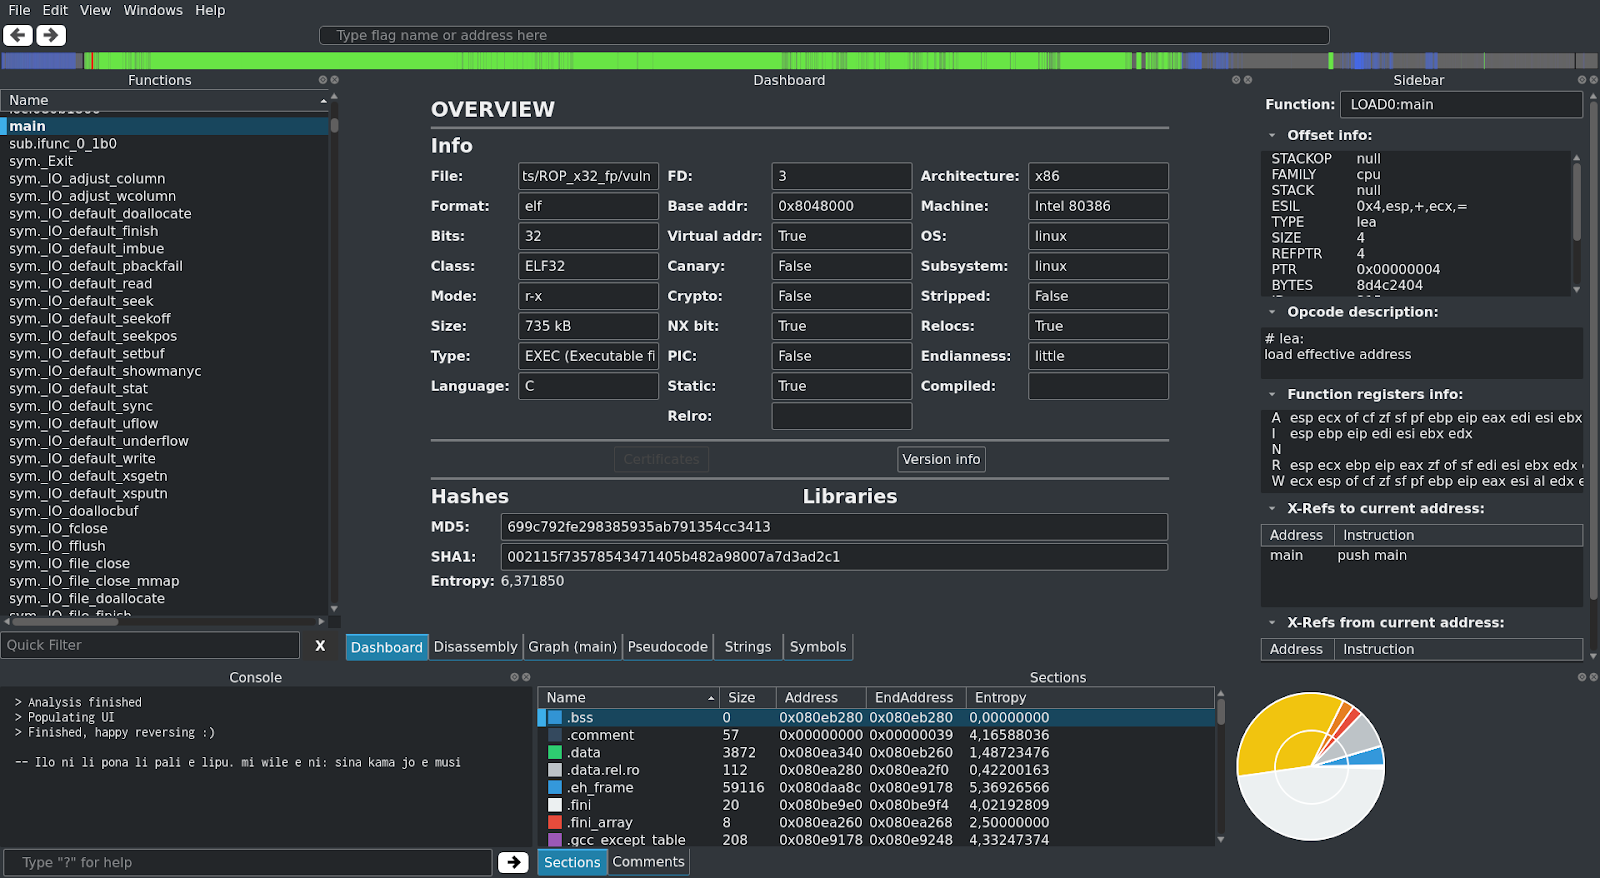 File Edit View Windows Help
Type flag name or address here
Functions
Name
main
sub.ifunc_0_1b0
sym._Exit
sym._IO_adjust_column
sym._IO_adjust_wcolumn
sym._IO_default_doallocate
sym._IO_default_finish
sym._IO_default_imbue
sym._IO_default_pbackfail
sym._IO_default_read
sym._IO_default_seek
sym._IO_default_seekoff
sym._IO_default_seekpos
sym._IO_default_setbuf
sym._IO_default_showmanyc
sym._IO_default_stat
sym._IO_default_sync
sym._IO_default_uflow
sym._IO_default_underflow
sym._IO_default_write
sym._IO_default_xsgetn
sym._IO_default_xsputn
sym._IO_doallocbuf
sym._IO_fclose
sym._IO_fflush
sym._IO_file_close
sym._IO_file_close_mmap
sym._IO_file_doallocate
sym._IO_file_finish
Quick Filter X
Dashboard
OVERVIEW
Info
File: ts/ROP_x32_fp/vuln FD: 3 Architecture: x86
Format: elf Base addr: 0x8048000 Machine: Intel 80386
Bits: 32 Virtual addr: True OS: linux
Class: ELF32 Canary: False Subsystem: linux
Mode: r-x Crypto: False Stripped: False
Size: 735 kB NX bit: True Relocs: True
Type: EXEC (Executable fi PIC: False Endianness: little
Language: C Static: True Compiled:
Relro:
Certificates Version info
Hashes Libraries
MD5: 699c792fe298385935ab791354cc3413
SHA1: 002115f73578543471405b482a98007a7d3ad2c1
Entropy: 6,371850
Dashboard Disassembly Graph (main) Pseudocode Strings Symbols
Sidebar
Function: LOAD0:main
Offset info:
STACKOP null
FAMILY cpu
STACK null
ESIL 0x4,esp,+,ecx,=
TYPE lea
SIZE 4
REFPTR 4
PTR 0x00000004
BYTES 8d4c2404
Opcode description:
# lea:
load effective address
Function registers info:
A esp ecx of cf zf sf pf ebp eip eax edi esi ebx
I esp ebp eip edi esi ebx edx
N
R esp ecx ebp eip eax zf of sf edi esi ebx edx
W ecx esp of cf zf sf pf ebp eip eax esi al edx
X-Refs to current address:
Address Instruction
main push main
X-Refs from current address:
Address Instruction
Console
> Analysis finished
> Populating UI
> Finished, happy reversing :)
-- Ilo ni li pona li pali e lipu. mi wile e ni: sina kama jo e musi
Type "?" for help
Sections
Name Size Address EndAddress Entropy
.bss 0 0x080eb280 0x080eb280 0,00000000
.comment 57 0x00000000 0x00000039 4,16588036
.data 3872 0x080ea340 0x080eb260 1,48723476
.data.rel.ro 112 0x080ea280 0x080ea2f0 0,42200163
.eh_frame 59116 0x080daa8c 0x080e9178 5,36926566
.fini 20 0x080be9e0 0x080be9f4 4,02192809
.fini_array 8 0x080ea260 0x080ea268 2,50000000
.gcc_except_table 208 0x080e9178 0x080e9248 4,33247374
Sections Comments